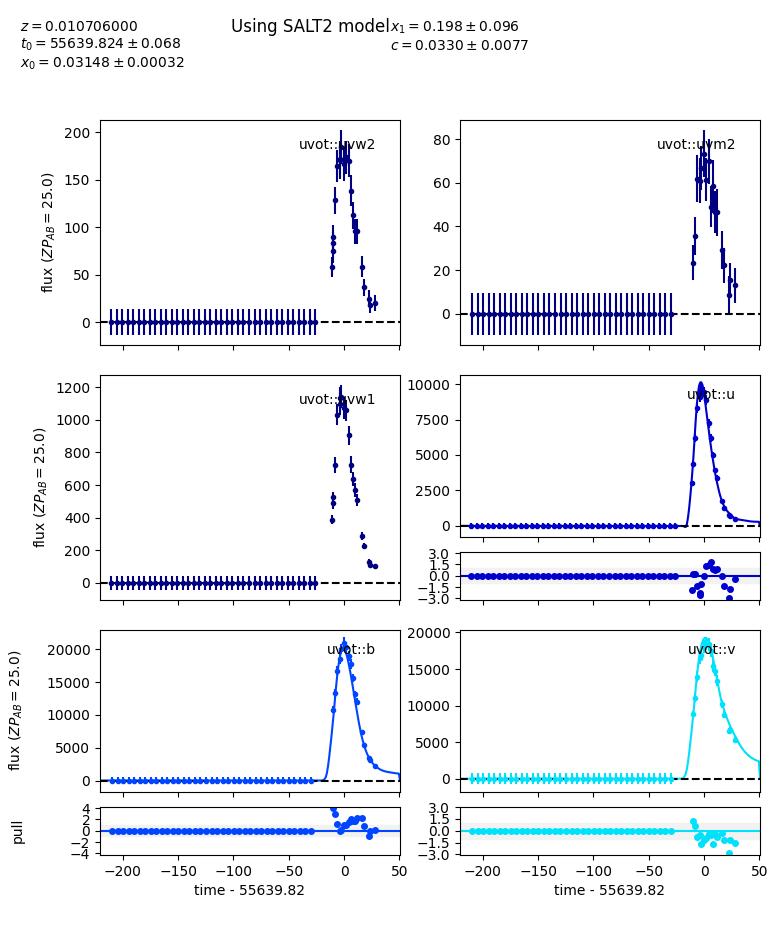 z = 0.010706000
t₀ = 55639.824 ± 0.068
x₀ = 0.03148 ± 0.00032
Using SALT2 model
x₁ = 0.198 ± 0.096
c = 0.0330 ± 0.0077
uvot::uvw2
200
150
100
50
0
flux (ZP_AB = 25.0)
uvot::uvm2
80
60
40
20
0
uvot::uvw1
1200
1000
800
600
400
200
0
flux (ZP_AB = 25.0)
uvot::u
10000
7500
5000
2500
0
3.0
1.5
0.0
−1.5
−3.0
uvot::b
20000
15000
10000
5000
0
flux (ZP_AB = 25.0)
4
2
0
−2
−4
pull
−200 −150 −100 −50 0 50
time - 55639.82
uvot::v
20000
15000
10000
5000
0
3.0
1.5
0.0
−1.5
−3.0
−200 −150 −100 −50 0 50
time - 55639.82